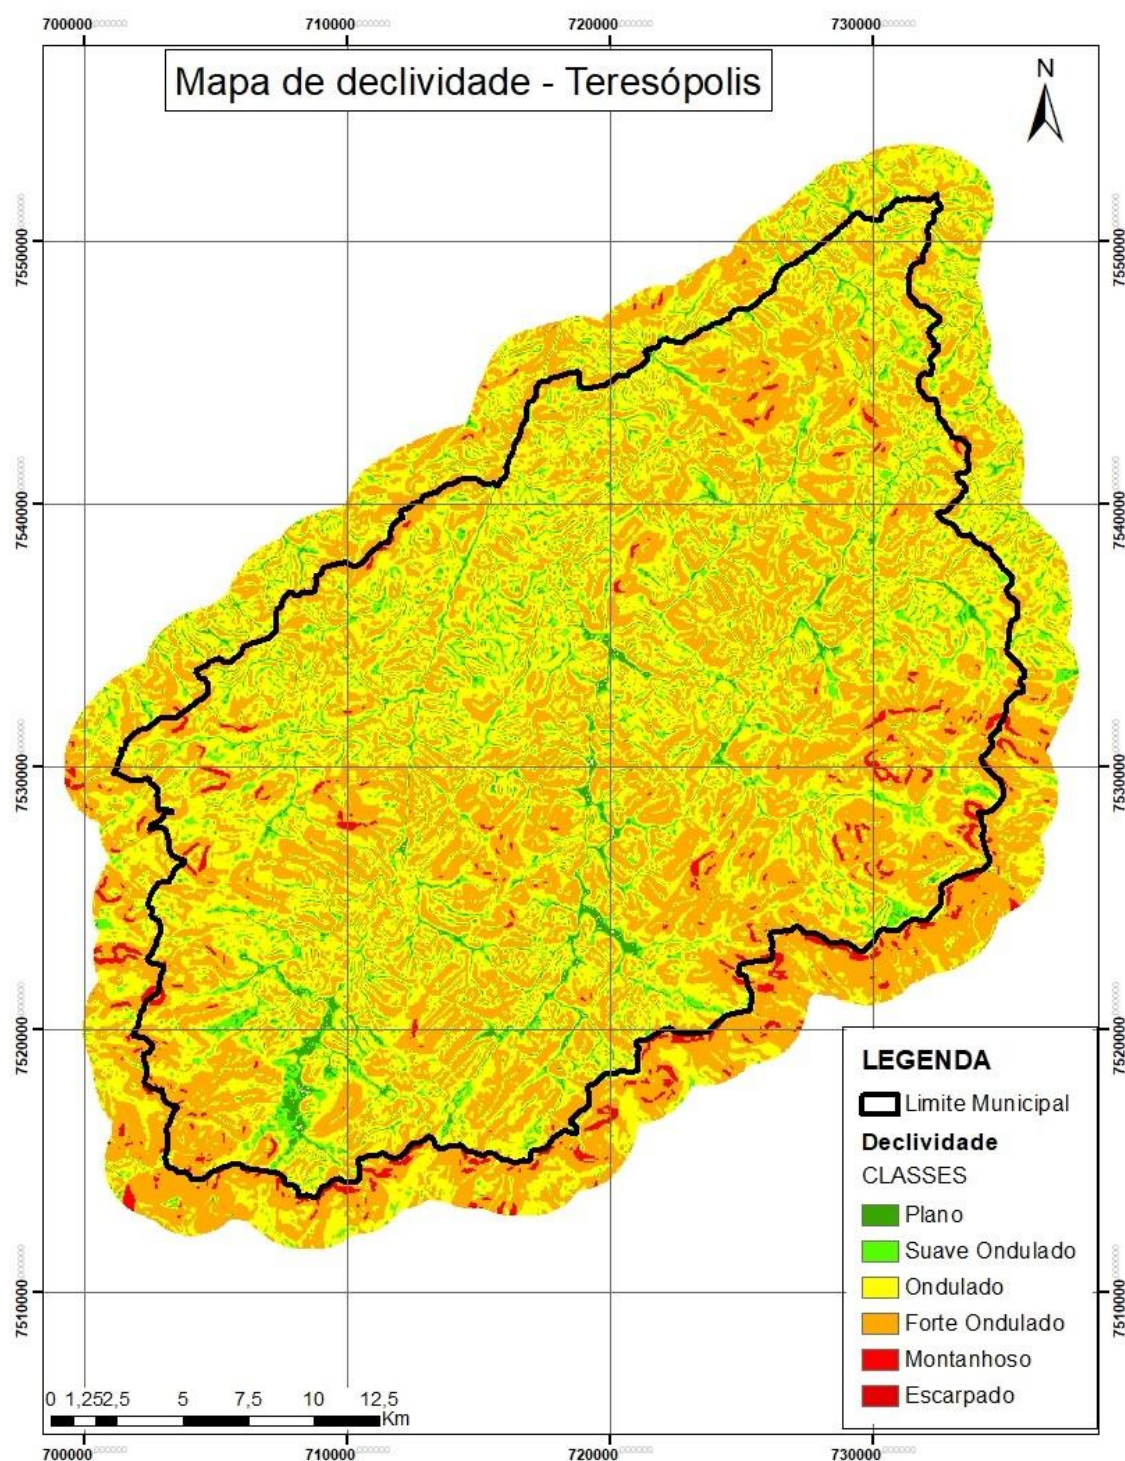 700000 710000 720000 730000
Mapa de declividade - Teresópolis
N
7550000 7550000
7540000 7540000
7530000 7530000
7520000 7520000
7510000 7510000
LEGENDA
Limite Municipal
Declividade
CLASSES
Plano
Suave Ondulado
Ondulado
Forte Ondulado
Montanhoso
Escarpado
0 1,25 2,5 5 7,5 10 12,5
Km
700000 710000 720000 730000